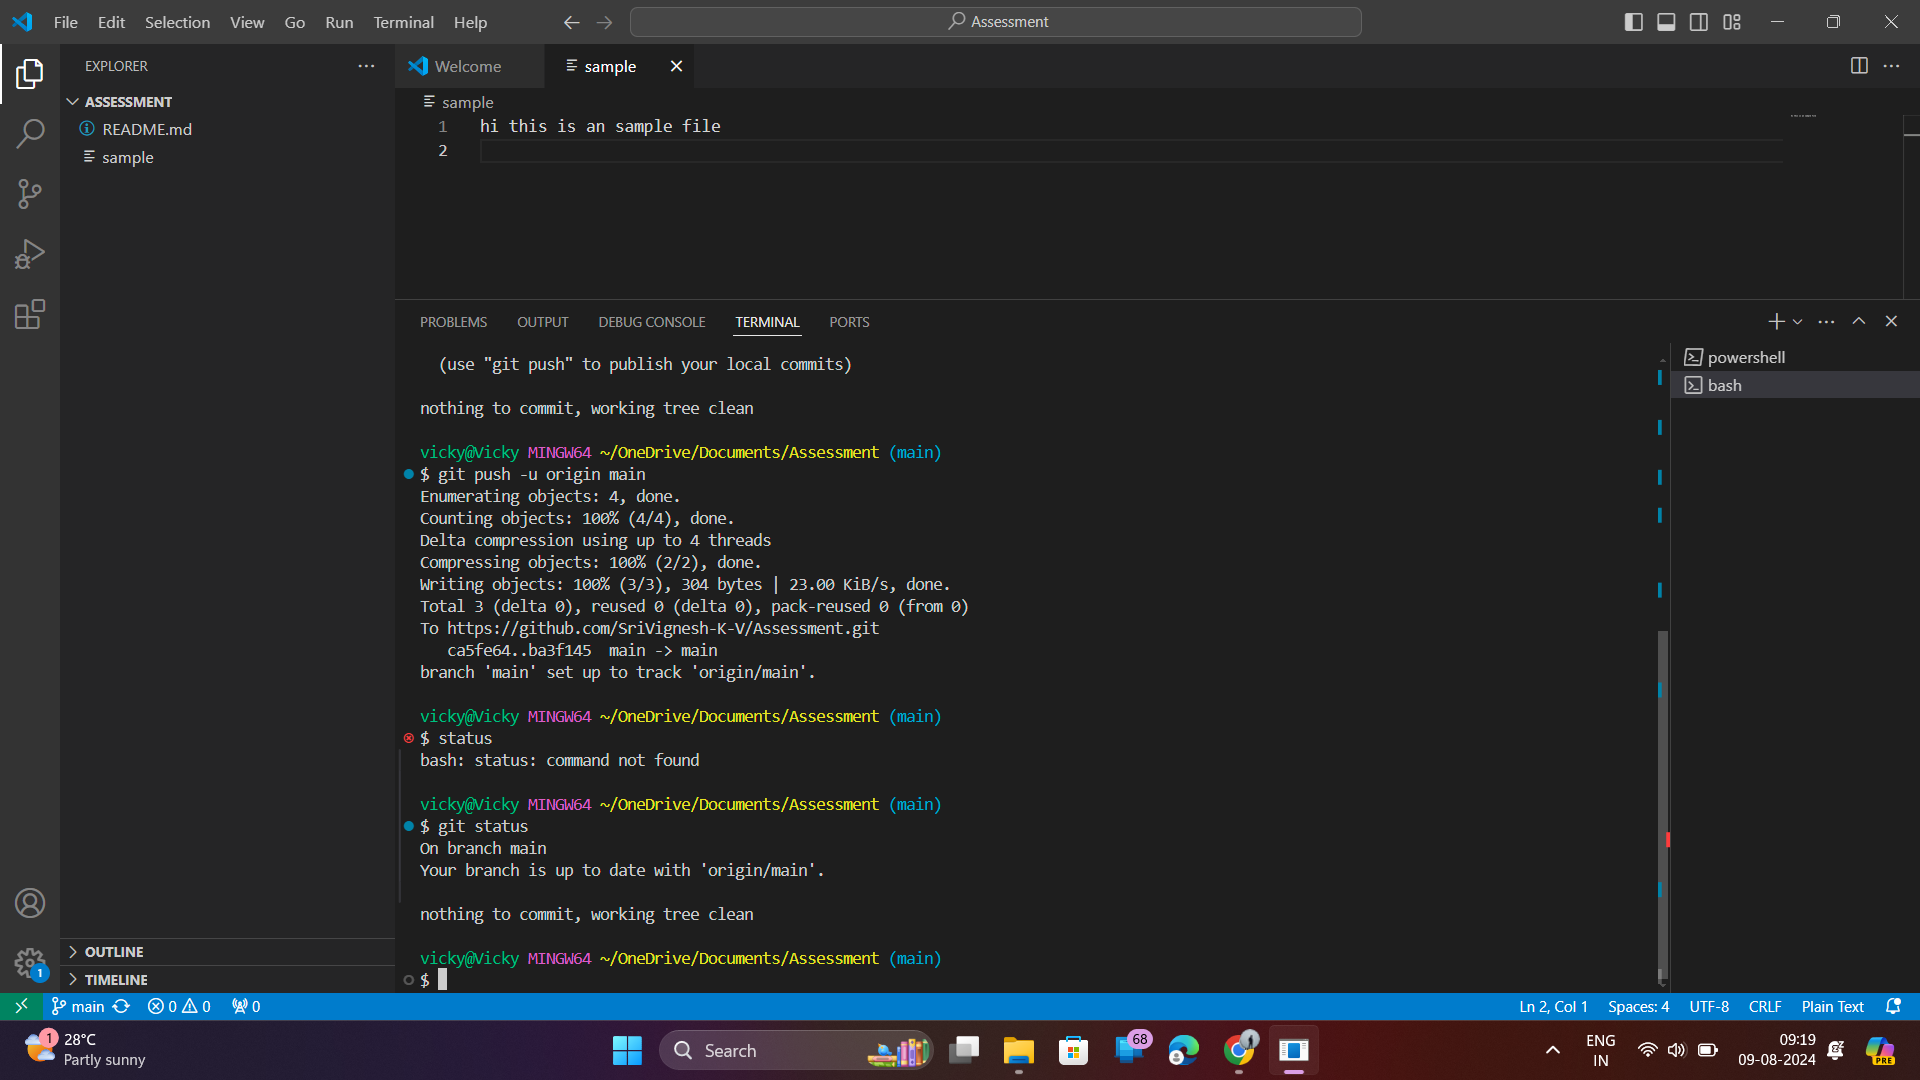 File Edit Selection View Go Run Terminal Help
Assessment
EXPLORER
ASSESSMENT
README.md
sample
OUTLINE
TIMELINE
Welcome
sample
sample
1 hi this is an sample file
2
PROBLEMS OUTPUT DEBUG CONSOLE TERMINAL PORTS
(use "git push" to publish your local commits)
nothing to commit, working tree clean
vicky@Vicky MINGW64 ~/OneDrive/Documents/Assessment (main)
$ git push -u origin main
Enumerating objects: 4, done.
Counting objects: 100% (4/4), done.
Delta compression using up to 4 threads
Compressing objects: 100% (2/2), done.
Writing objects: 100% (3/3), 304 bytes | 23.00 KiB/s, done.
Total 3 (delta 0), reused 0 (delta 0), pack-reused 0 (from 0)
To https://github.com/SriVignesh-K-V/Assessment.git
ca5fe64..ba3f145 main -> main
branch 'main' set up to track 'origin/main'.
vicky@Vicky MINGW64 ~/OneDrive/Documents/Assessment (main)
$ status
bash: status: command not found
vicky@Vicky MINGW64 ~/OneDrive/Documents/Assessment (main)
$ git status
On branch main
Your branch is up to date with 'origin/main'.
nothing to commit, working tree clean
vicky@Vicky MINGW64 ~/OneDrive/Documents/Assessment (main)
$
powershell
bash
1
main 0 0 0
Ln 2, Col 1 Spaces: 4 UTF-8 CRLF Plain Text
1
28°C
Partly sunny
Search
68
ENG
IN
09:19
09-08-2024
PRE